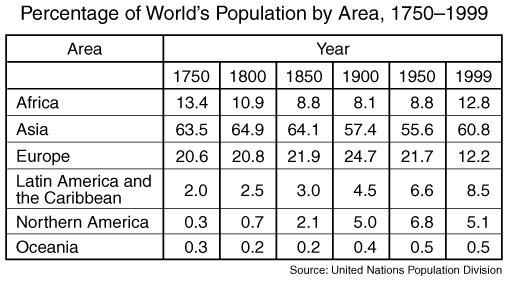 Percentage of World's Population by Area, 1750–1999
Area Year
1750 1800 1850 1900 1950 1999
Africa 13.4 10.9 8.8 8.1 8.8 12.8
Asia 63.5 64.9 64.1 57.4 55.6 60.8
Europe 20.6 20.8 21.9 24.7 21.7 12.2
Latin America and
the Caribbean 2.0 2.5 3.0 4.5 6.6 8.5
Northern America 0.3 0.7 2.1 5.0 6.8 5.1
Oceania 0.3 0.2 0.2 0.4 0.5 0.5
Source: United Nations Population Division